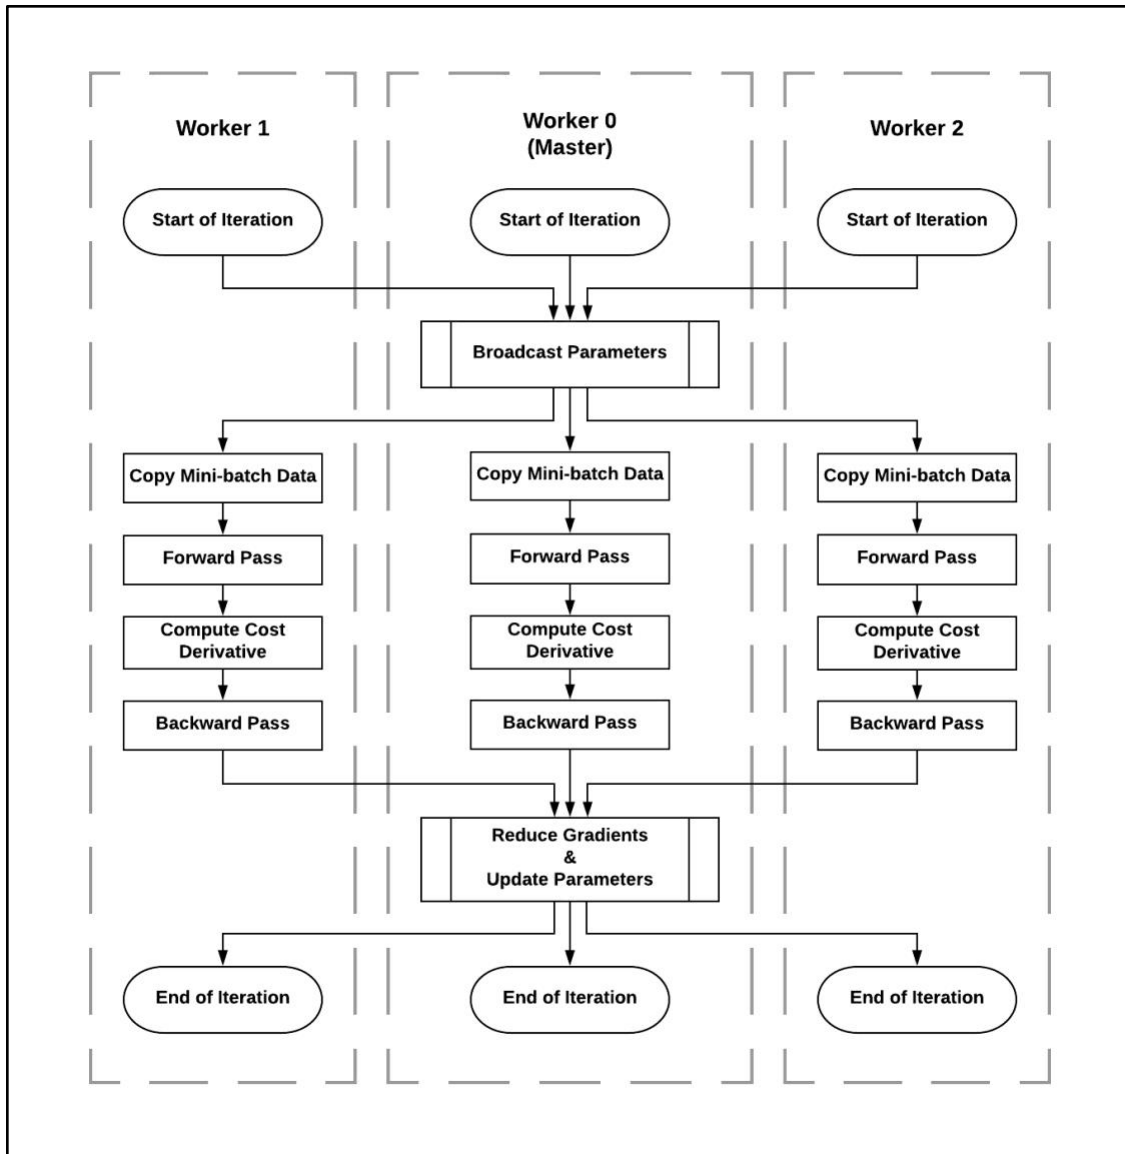 Worker 1
Worker 0
(Master)
Worker 2
Start of Iteration
Start of Iteration
Start of Iteration
Broadcast Parameters
Copy Mini-batch Data
Copy Mini-batch Data
Copy Mini-batch Data
Forward Pass
Forward Pass
Forward Pass
Compute Cost
Derivative
Compute Cost
Derivative
Compute Cost
Derivative
Backward Pass
Backward Pass
Backward Pass
Reduce Gradients
&
Update Parameters
End of Iteration
End of Iteration
End of Iteration